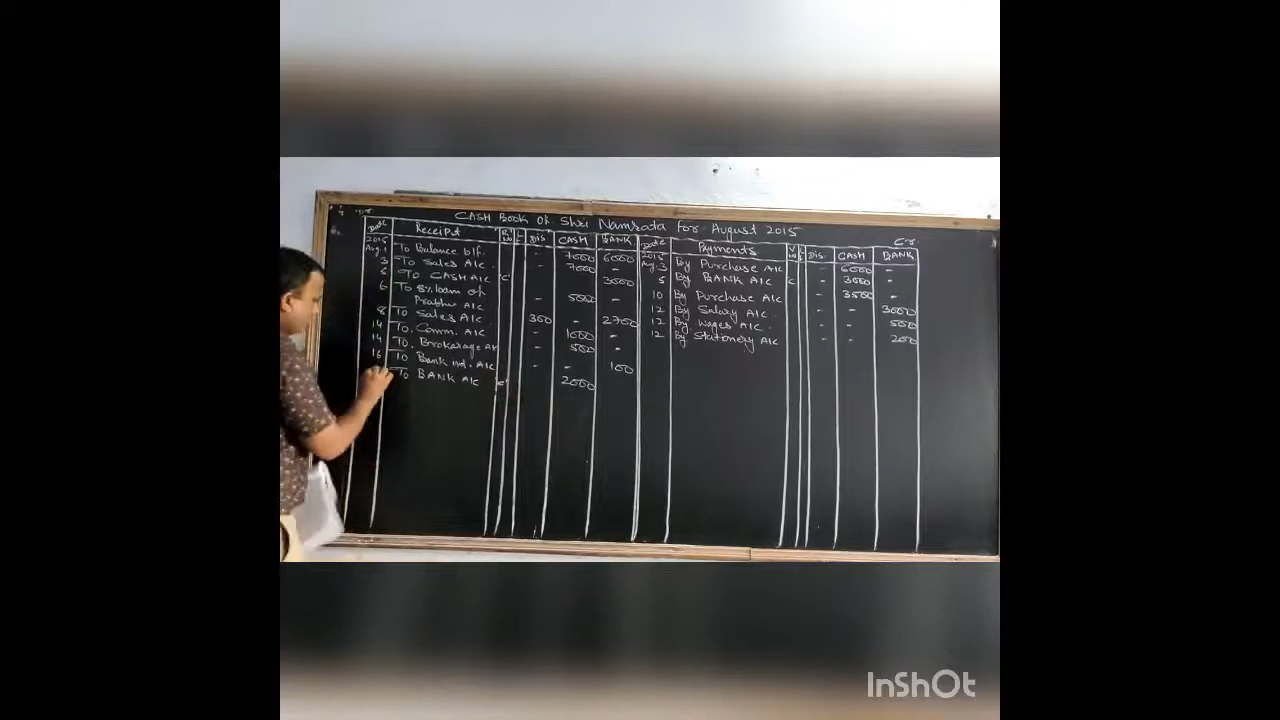 CASH BOOK Of Shri Namrata for August 2015
Cr.
Date Receipt Dis CASH BANK Date Payments Dis. CASH BANK
2015 2015
Aug. 1 To Balance b/f. - 7000 6000 Aug. 3 By Purchase A/c - 6000 -
3 To Sales A/c. - 7000 - 5 By BANK A/c C - 3000 -
5 To CASH A/c 'C' 3000 10 By Purchase A/c - 3500 -
6 To 8% loan of 12 By Salary A/c - - 3000
Prabhu A/c - 5000 - 12 By Wages A/c. - - 500
8 To Sales A/c 300 - 2700 12 By Stationery A/c - - 200
14 To. Comm. A/c - 1000 -
14 To. Brokerage A/c - 500 -
16 To Bank int. A/c - - 100
To BANK A/c 'C' 2000
InShOt